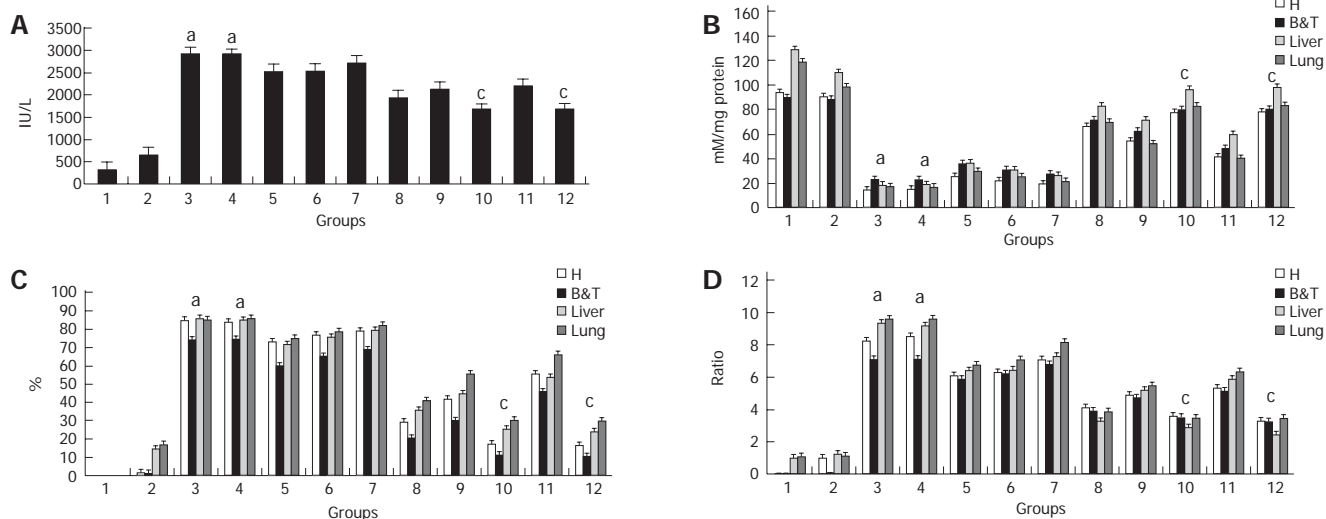 A
3500
3000
2500
2000
1500
1000
500
0
IU/L
a a c c
1 2 3 4 5 6 7 8 9 10 11 12
Groups
B
160
140
120
100
80
60
40
20
0
mM/mg protein
H
B&T
Liver
Lung
a a c c
1 2 3 4 5 6 7 8 9 10 11 12
Groups
C
100
90
80
70
60
50
40
30
20
10
0
%
H
B&T
Liver
Lung
a a c c
1 2 3 4 5 6 7 8 9 10 11 12
Groups
D
12
10
8
6
4
2
0
Ratio
H
B&T
Liver
Lung
a a c c
1 2 3 4 5 6 7 8 9 10 11 12
Groups